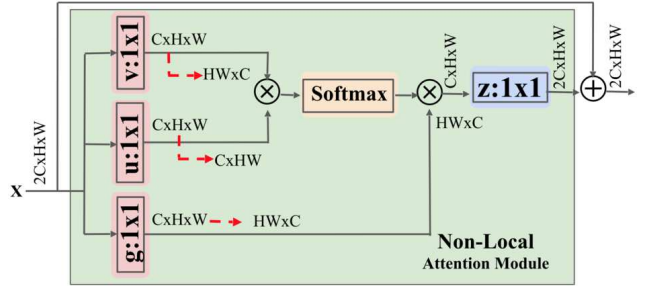 v:1x1
CxHxW
HWxC
u:1x1
CxHxW
CxHW
g:1x1
CxHxW
HWxC
X
2CxHxW
Softmax
CxHxW
HWxC
z:1x1
2CxHxW
2CxHxW
Non-Local
Attention Module